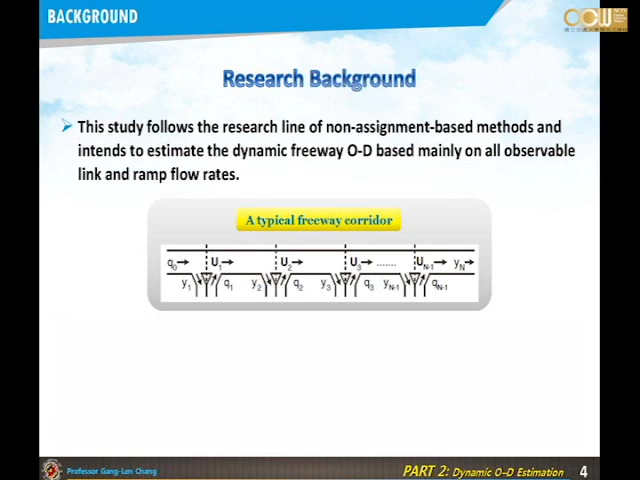 BACKGROUND
OCW
Research Background
This study follows the research line of non-assignment-based methods and
intends to estimate the dynamic freeway O-D based mainly on all observable
link and ramp flow rates.
A typical freeway corridor
q0 U1 U2 U3 ....... UN-1 yN
y1 q1 y2 q2 y3 q3 yN-1 qN-1
Professor Gang-Len Chang
PART 2: Dynamic O–D Estimation 4